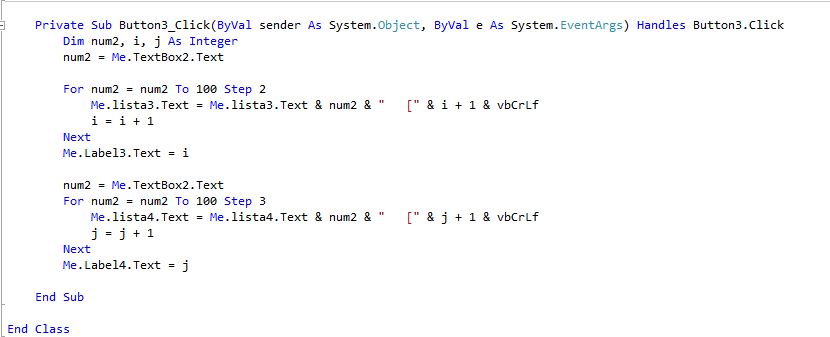 Private Sub Button3_Click(ByVal sender As System.Object, ByVal e As System.EventArgs) Handles Button3.Click
Dim num2, i, j As Integer
num2 = Me.TextBox2.Text
For num2 = num2 To 100 Step 2
Me.lista3.Text = Me.lista3.Text & num2 & "   [" & i + 1 & vbCrLf
i = i + 1
Next
Me.Label3.Text = i
num2 = Me.TextBox2.Text
For num2 = num2 To 100 Step 3
Me.lista4.Text = Me.lista4.Text & num2 & "   [" & j + 1 & vbCrLf
j = j + 1
Next
Me.Label4.Text = j
End Sub
End Class